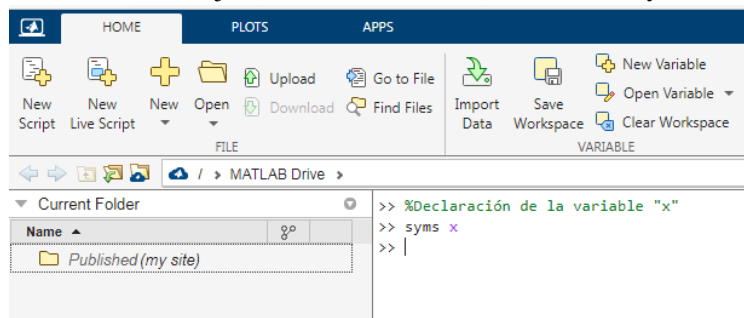 HOME PLOTS APPS
New Script
New Live Script
New
Open
Upload
Download
Go to File
Find Files
Import Data
Save Workspace
New Variable
Open Variable
Clear Workspace
FILE
VARIABLE
/ › MATLAB Drive ›
Current Folder
Name
Published (my site)
>> %Declaración de la variable "x"
>> syms x
>>